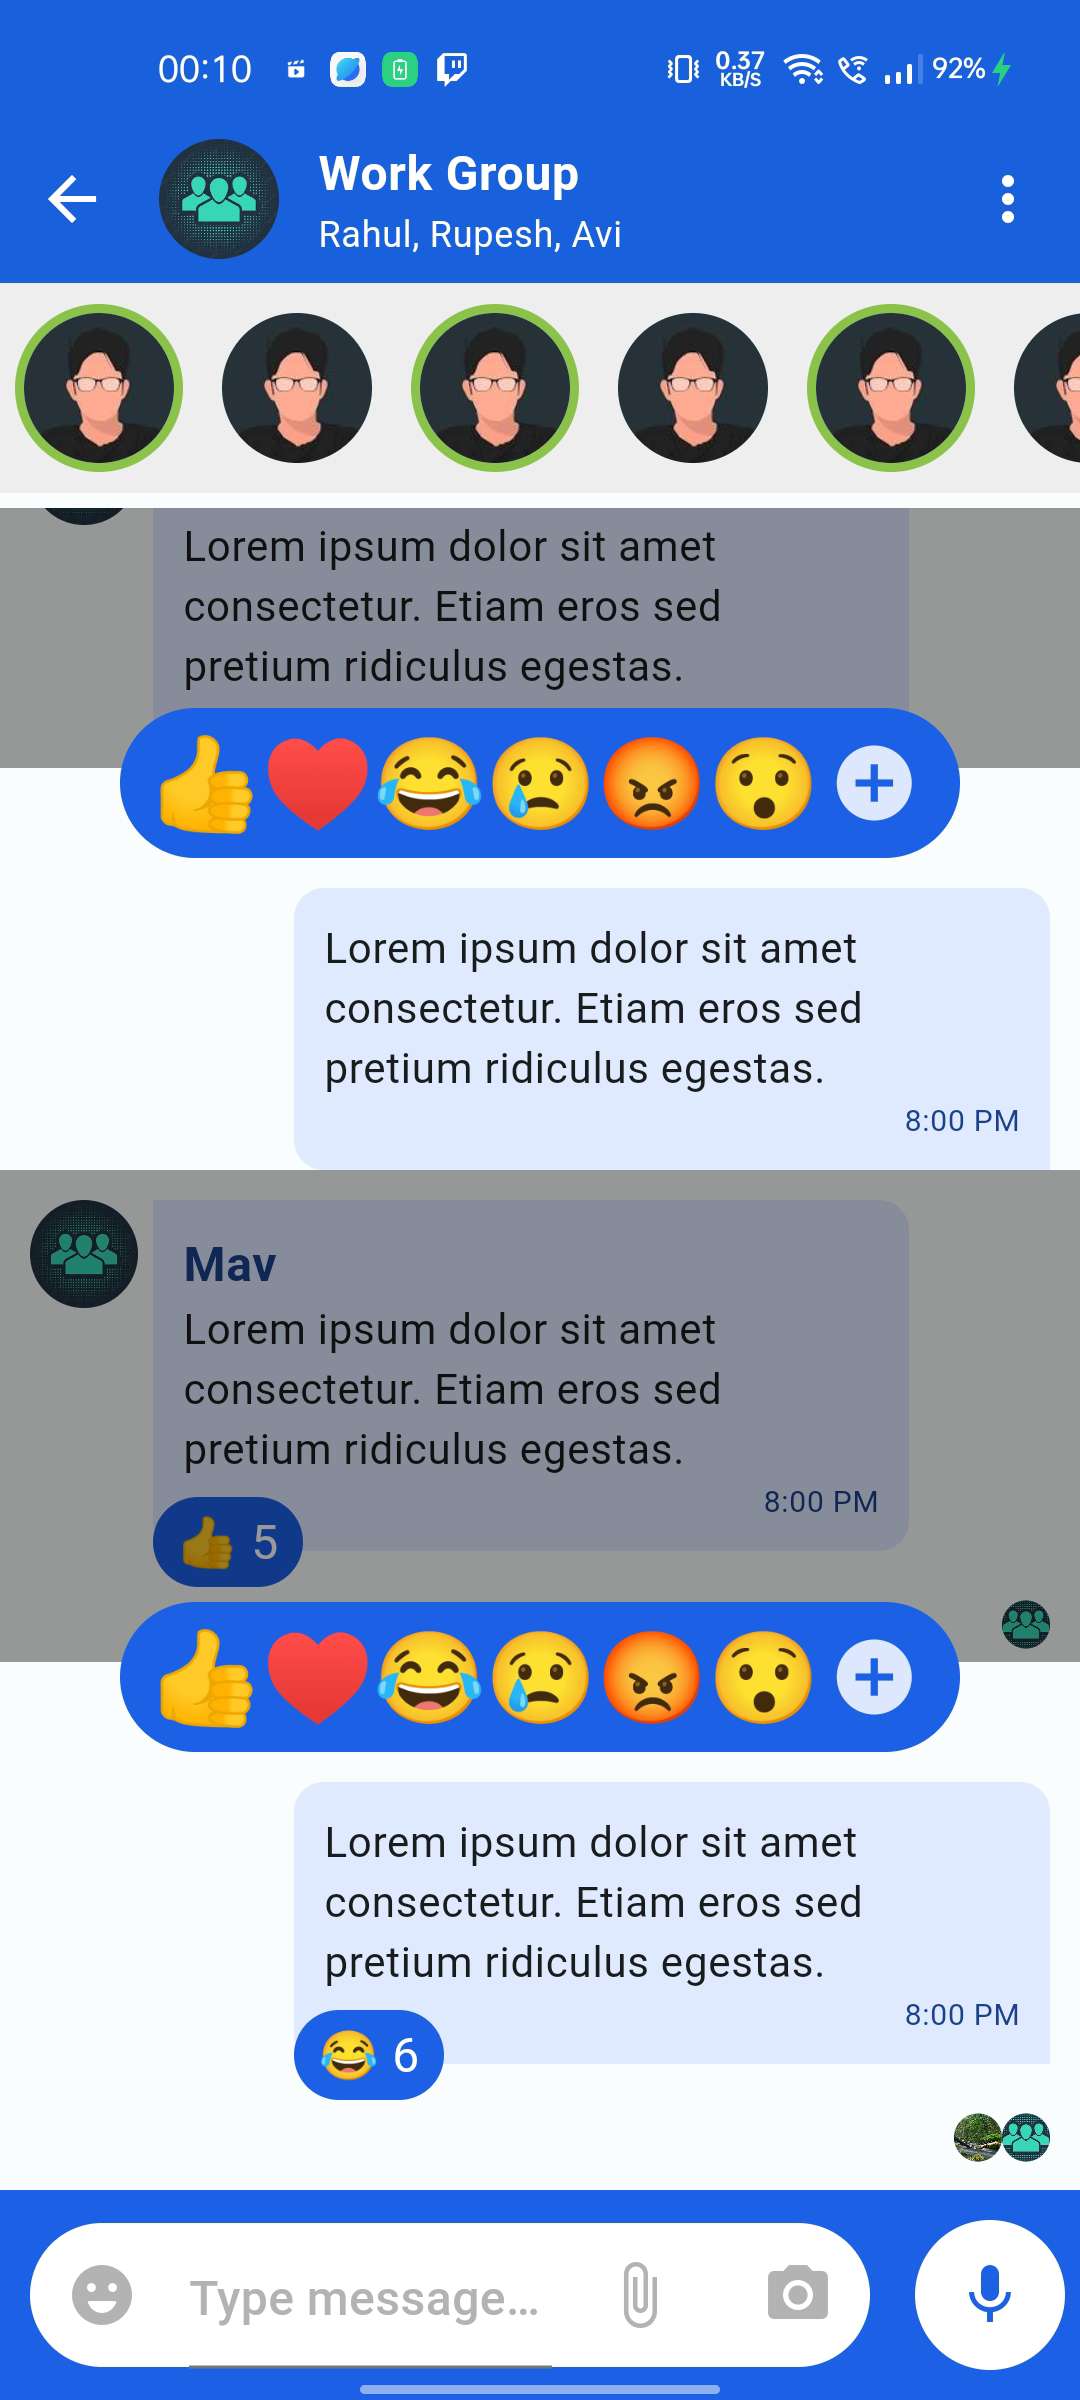 00:10
0.37
KB/S
92%
Work Group
Rahul, Rupesh, Avi
Lorem ipsum dolor sit amet
consectetur. Etiam eros sed
pretium ridiculus egestas.
Lorem ipsum dolor sit amet
consectetur. Etiam eros sed
pretium ridiculus egestas.
8:00 PM
Mav
Lorem ipsum dolor sit amet
consectetur. Etiam eros sed
pretium ridiculus egestas.
8:00 PM
5
Lorem ipsum dolor sit amet
consectetur. Etiam eros sed
pretium ridiculus egestas.
8:00 PM
6
Type message...